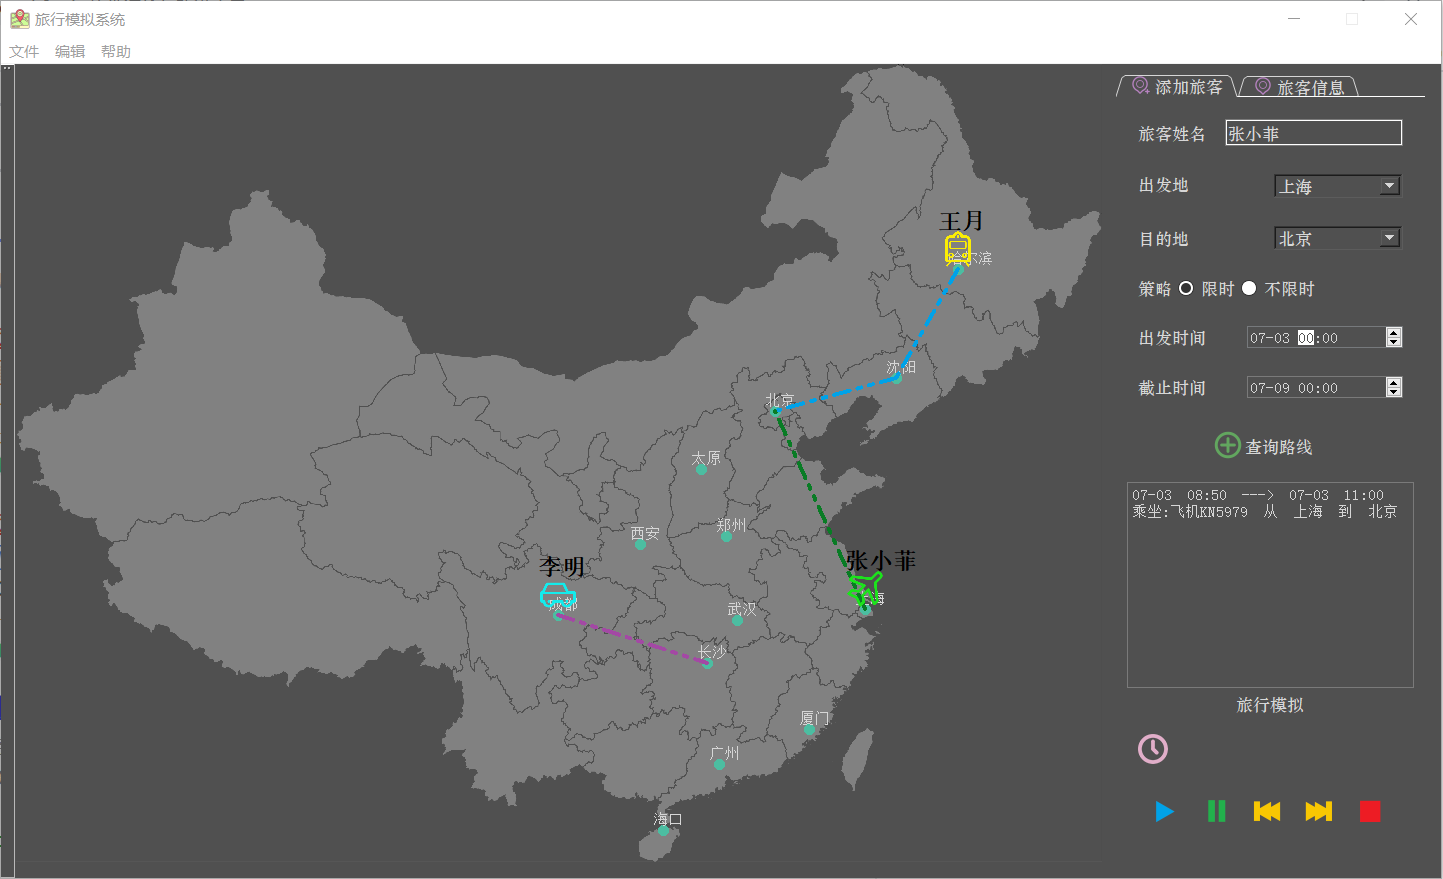 旅行模拟系统
文件 编辑 帮助
添加旅客 旅客信息
旅客姓名 张小菲
出发地 上海
目的地 北京
策略 限时 不限时
出发时间 07-03 00:00
截止时间 07-09 00:00
查询路线
07-03 08:50 ---> 07-03 11:00
乘坐:飞机KN5979 从 上海 到 北京
旅行模拟
王月
哈尔滨
沈阳
北京
太原
郑州
西安
张小菲
上海
李明
成都
武汉
长沙
厦门
广州
海口